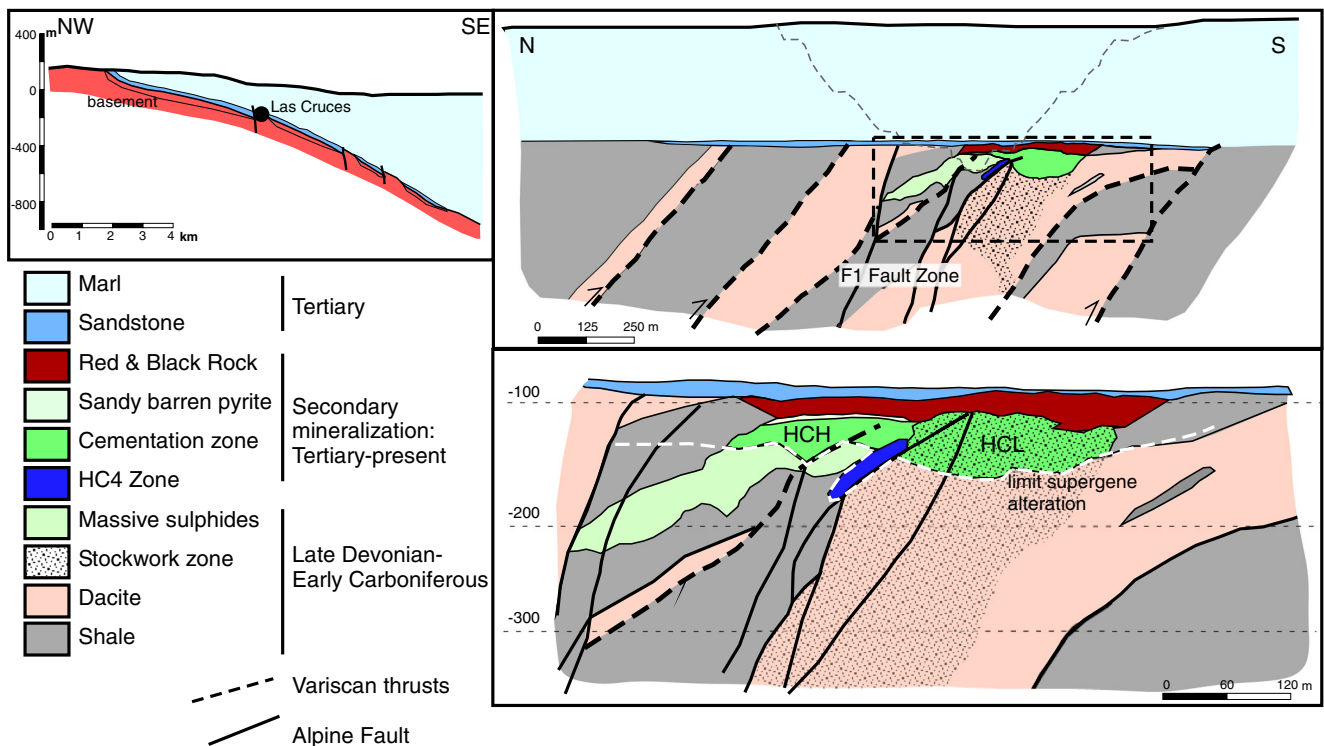 NW
SE
400
m
0
-400
-800
basement
Las Cruces
0 1 2 3 4 km
N
S
F1 Fault Zone
0 125 250 m
Marl
Sandstone
Tertiary
Red & Black Rock
Sandy barren pyrite
Cementation zone
HC4 Zone
Secondary
mineralization:
Tertiary-present
Massive sulphides
Stockwork zone
Dacite
Shale
Late Devonian-
Early Carboniferous
Variscan thrusts
Alpine Fault
-100
-200
-300
HCH
HCL
limit supergene
alteration
0 60 120 m